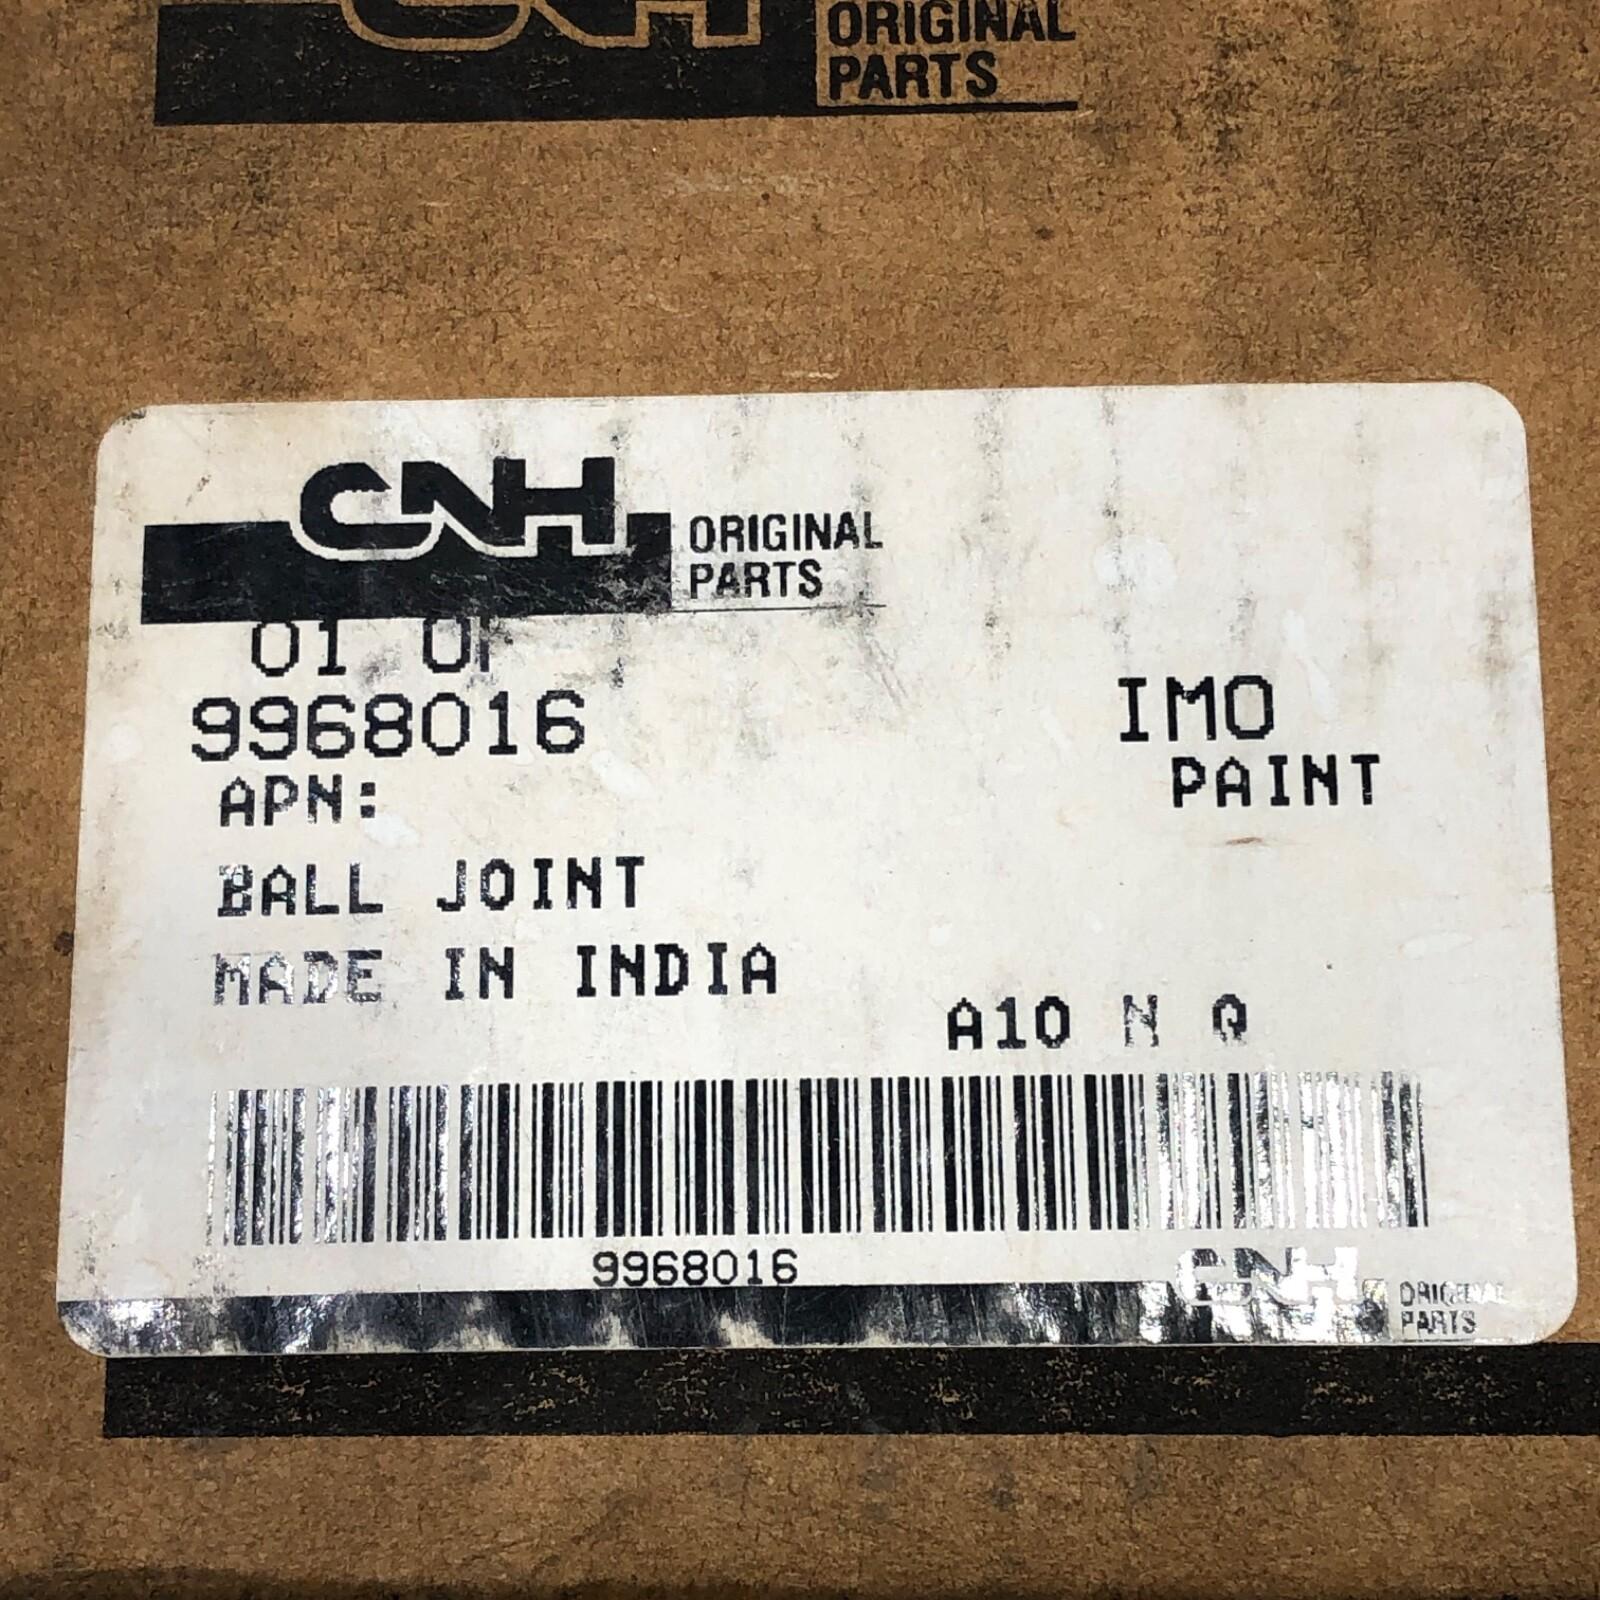 CNH ORIGINAL
PARTS
CNH ORIGINAL
PARTS
01 OF
9968016
IMO
APN:
PAINT
BALL JOINT
MADE IN INDIA
A10 N Q
9968016
CNH ORIGINAL
PARTS